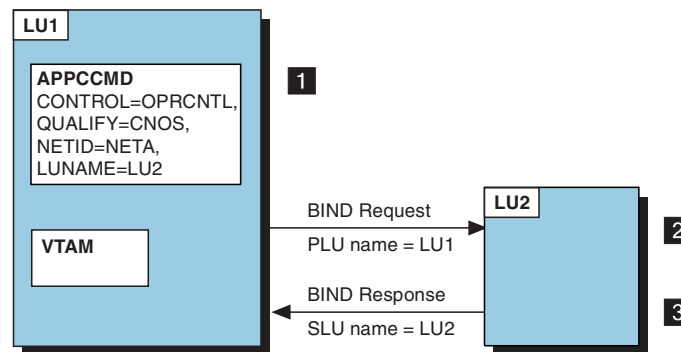 LU1
APPCCMD
CONTROL=OPRCNTL,
QUALIFY=CNOS,
NETID=NETA,
LUNAME=LU2
1
VTAM
BIND Request
PLU name = LU1
LU2
2
BIND Response
SLU name = LU2
3